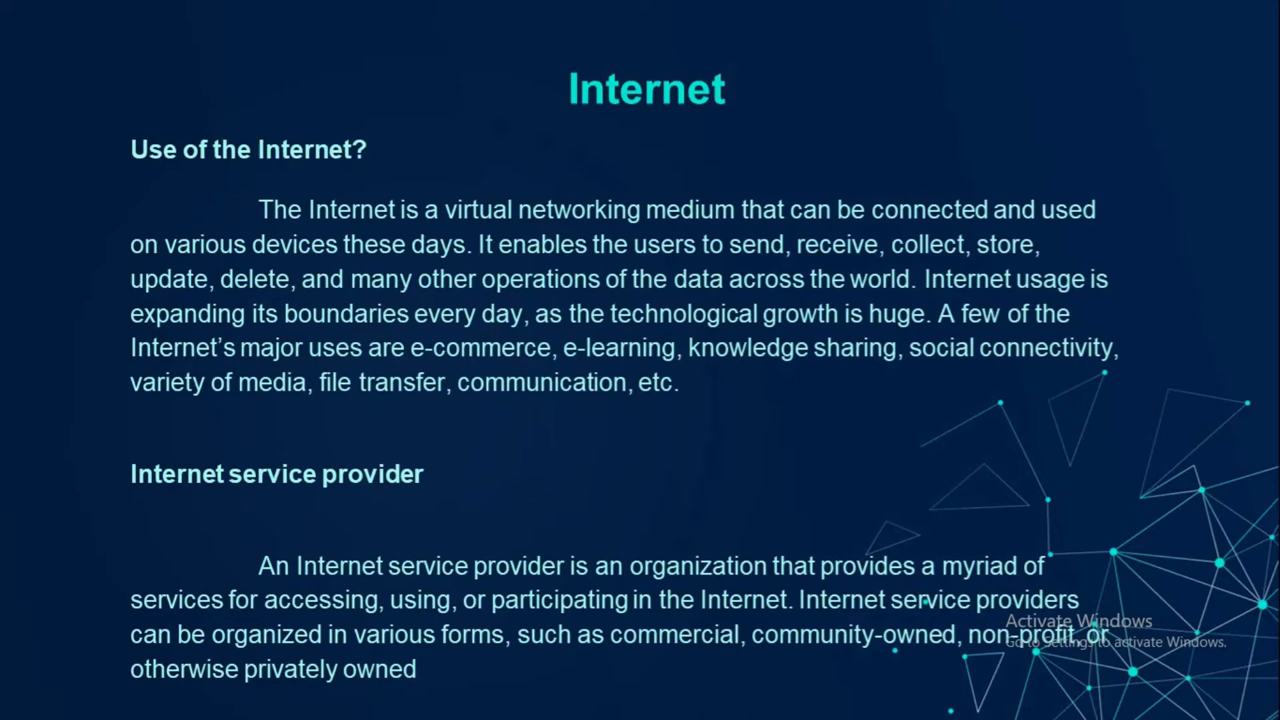 Internet
Use of the Internet?
The Internet is a virtual networking medium that can be connected and used
on various devices these days. It enables the users to send, receive, collect, store,
update, delete, and many other operations of the data across the world. Internet usage is
expanding its boundaries every day, as the technological growth is huge. A few of the
Internet’s major uses are e-commerce, e-learning, knowledge sharing, social connectivity,
variety of media, file transfer, communication, etc.
Internet service provider
An Internet service provider is an organization that provides a myriad of
services for accessing, using, or participating in the Internet. Internet service providers
can be organized in various forms, such as commercial, community-owned, non-profit, or
otherwise privately owned
Activate Windows
Go to Settings to activate Windows.